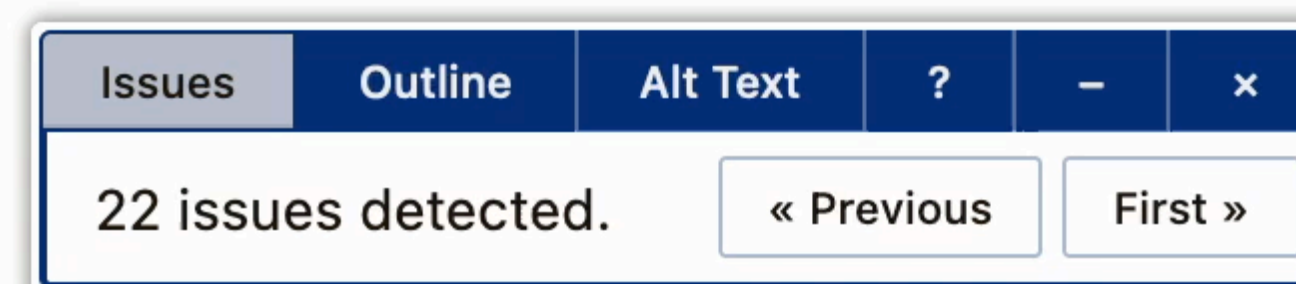 Issues Outline Alt Text ? – ×
22 issues detected. « Previous First »